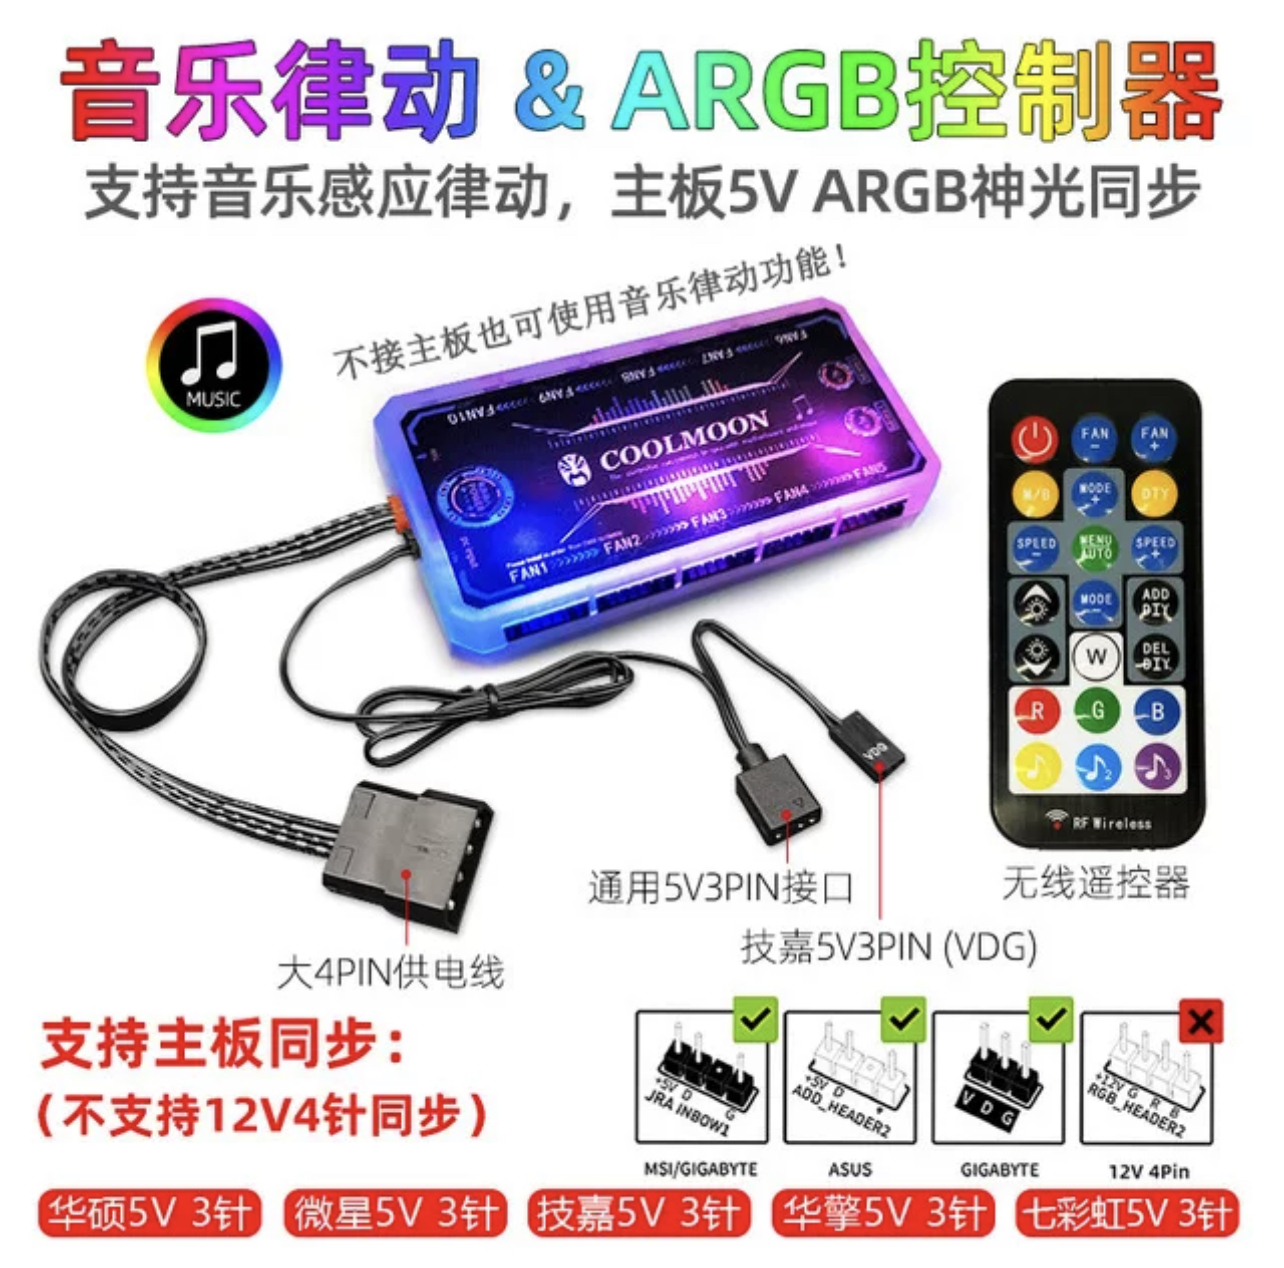 音乐律动 & ARGB控制器
支持音乐感应律动，主板5V ARGB神光同步
不接主板也可使用音乐律动功能！
MUSIC
FAN10 FAN9 FAN8 FAN7 FAN6
COOLMOON
FAN1 FAN2 FAN3 FAN4 FAN5
FAN - FAN +
M/B MODE + DIY
SPEED - MENU AUTO SPEED +
MODE - ADD DIY
W DEL DIY
R G B
2 3
RF Wireless
无线遥控器
VDG
通用5V3PIN接口
技嘉5V3PIN (VDG)
大4PIN供电线
支持主板同步：
（不支持12V4针同步）
+5V D G
JRAINBOW1
MSI/GIGABYTE
+5V D
ADD_HEADER2
ASUS
V D G
GIGABYTE
+12V G R B
RGB_HEADER2
12V 4Pin
华硕5V 3针 微星5V 3针 技嘉5V 3针 华擎5V 3针 七彩虹5V 3针